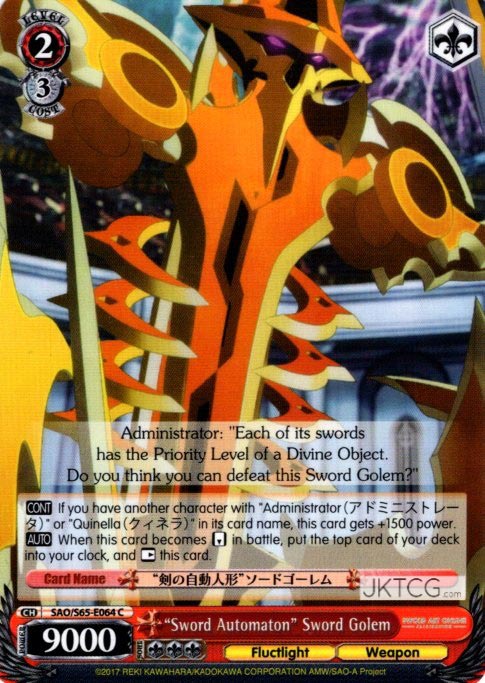 LEVEL
2
3
COST
Administrator: "Each of its swords
has the Priority Level of a Divine Object.
Do you think you can defeat this Sword Golem?"
CONT If you have another character with "Administrator(アドミニストレー
タ)" or "Quinella(クィネラ)" in its card name, this card gets +1500 power.
AUTO When this card becomes in battle, put the top card of your deck
into your clock, and this card.
Card Name "剣の自動人形"ソードゴーレム
JKTCG.com
CH SAO/S65-E064 C
"Sword Automaton" Sword Golem
SWORD ART ONLINE
POWER
9000
SOUL
Fluctlight Weapon
©2017 REKI KAWAHARA/KADOKAWA CORPORATION AMW/SAO-A Project